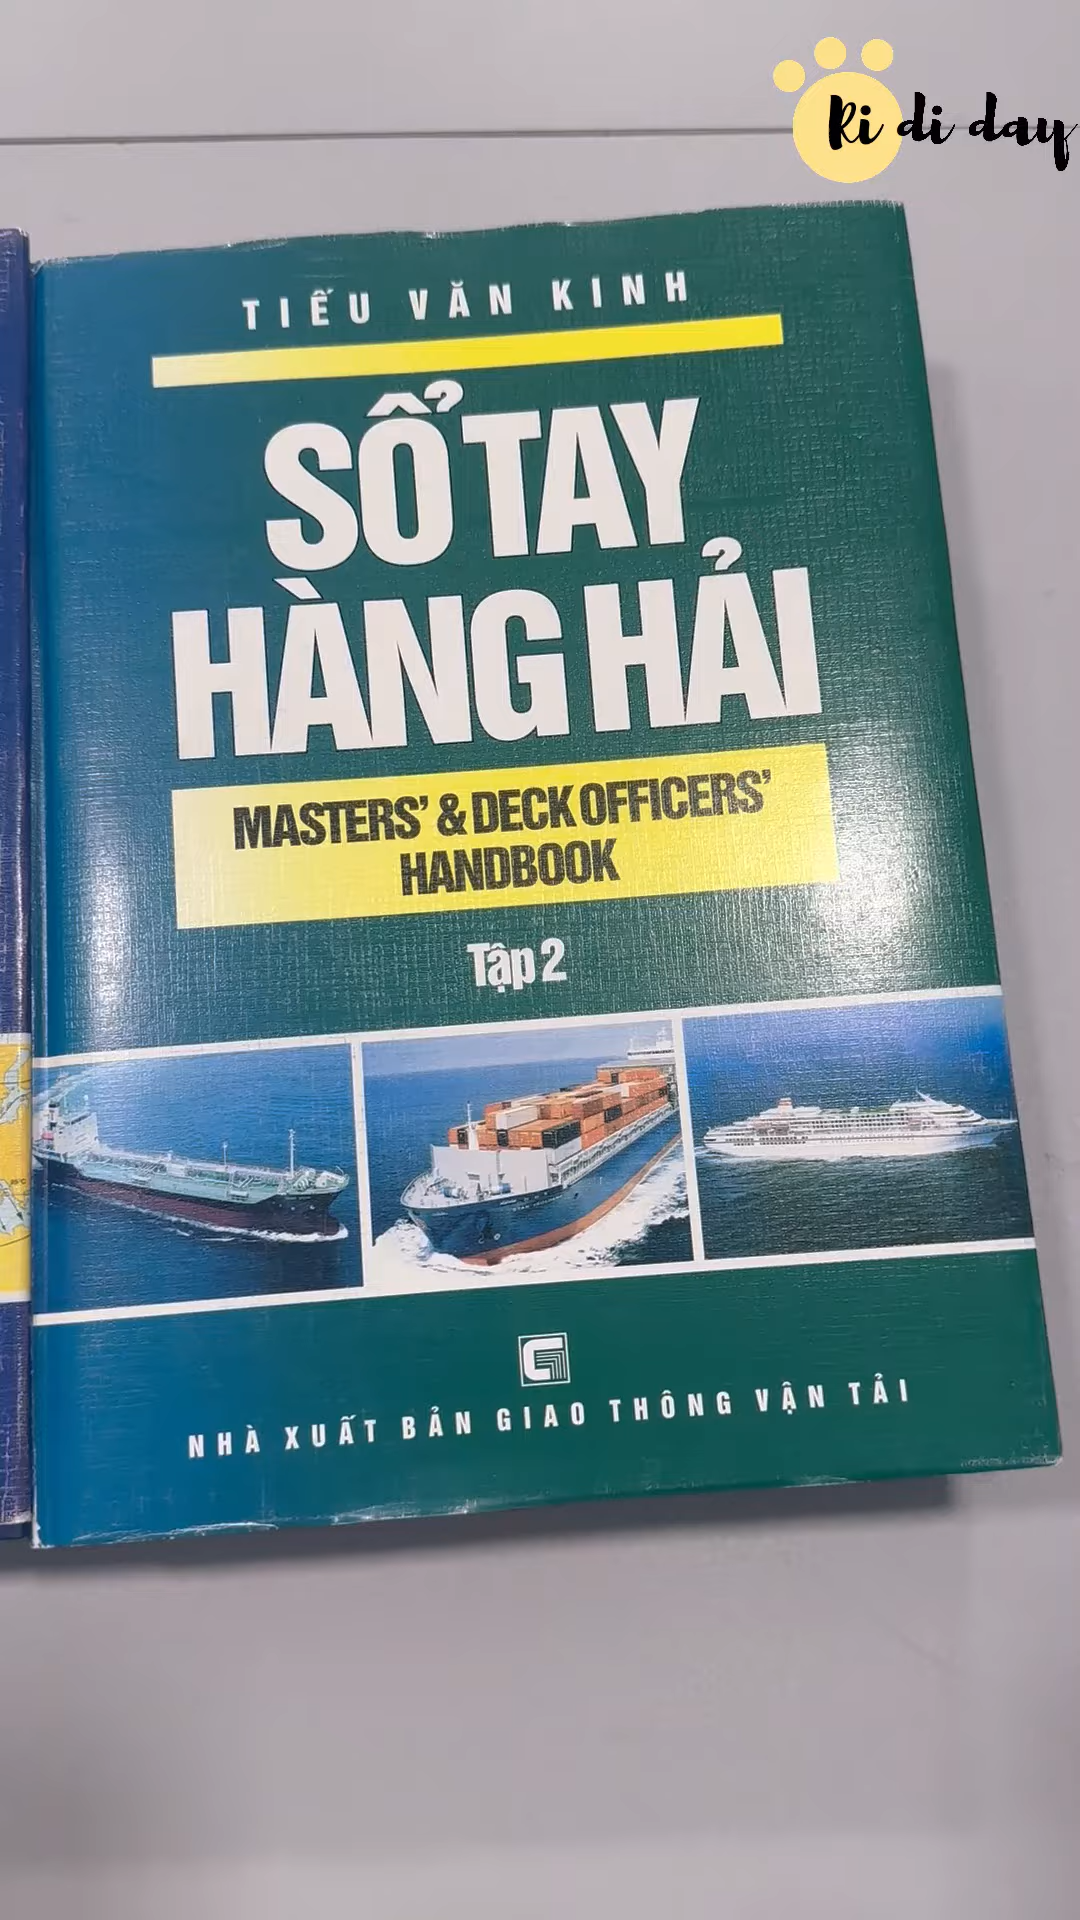 Ri di day
TIẾU VĂN KINH
SỔ TAY
HÀNG HẢI
MASTERS' & DECK OFFICERS'
HANDBOOK
Tập 2
NHÀ XUẤT BẢN GIAO THÔNG VẬN TẢI